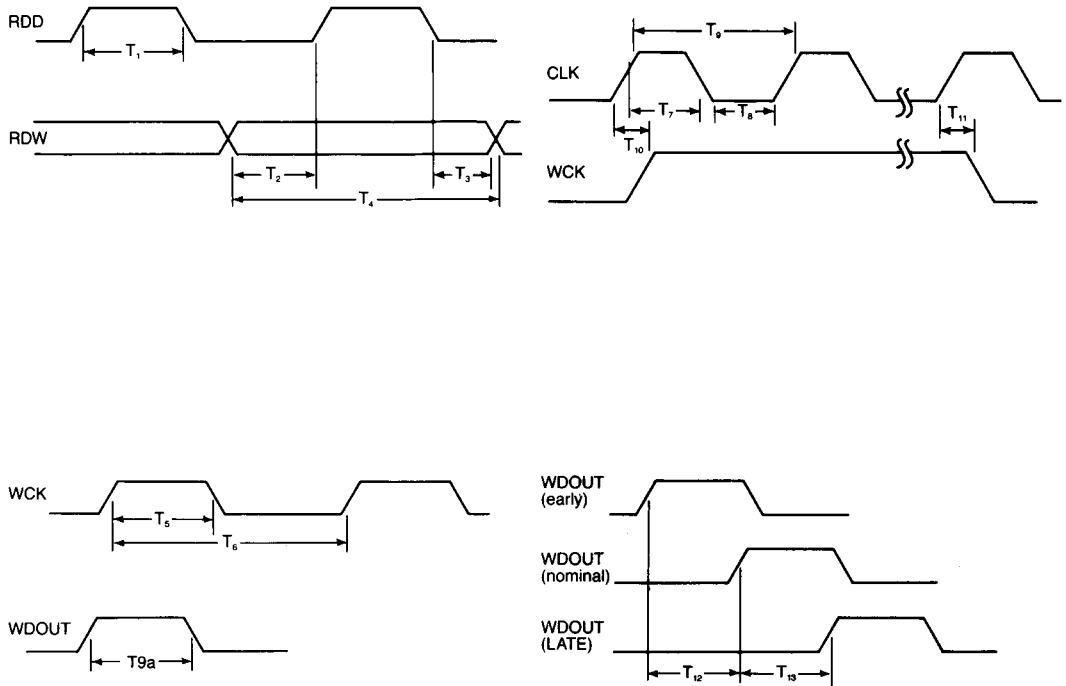 RDD
T₁
RDW
T₂
T₃
T₄
T₉
CLK
T₇
T₈
T₁₁
T₁₀
WCK
WCK
T₅
T₆
WDOUT
T9a
WDOUT
(early)
WDOUT
(nominal)
WDOUT
(LATE)
T₁₂
T₁₃